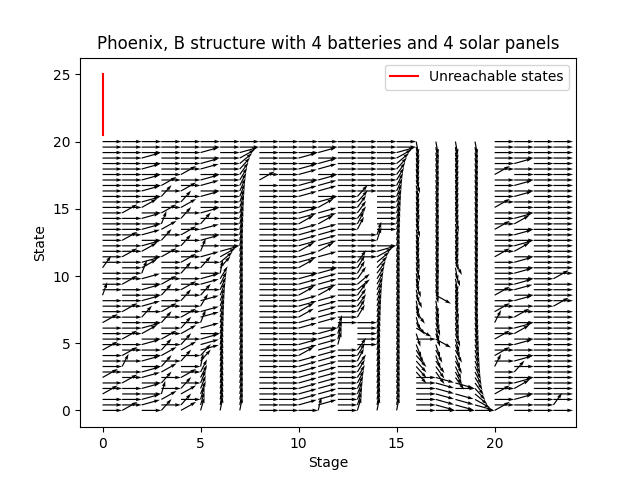 Phoenix, B structure with 4 batteries and 4 solar panels
Unreachable states
25
20
15
10
5
0
State
0 5 10 15 20
Stage